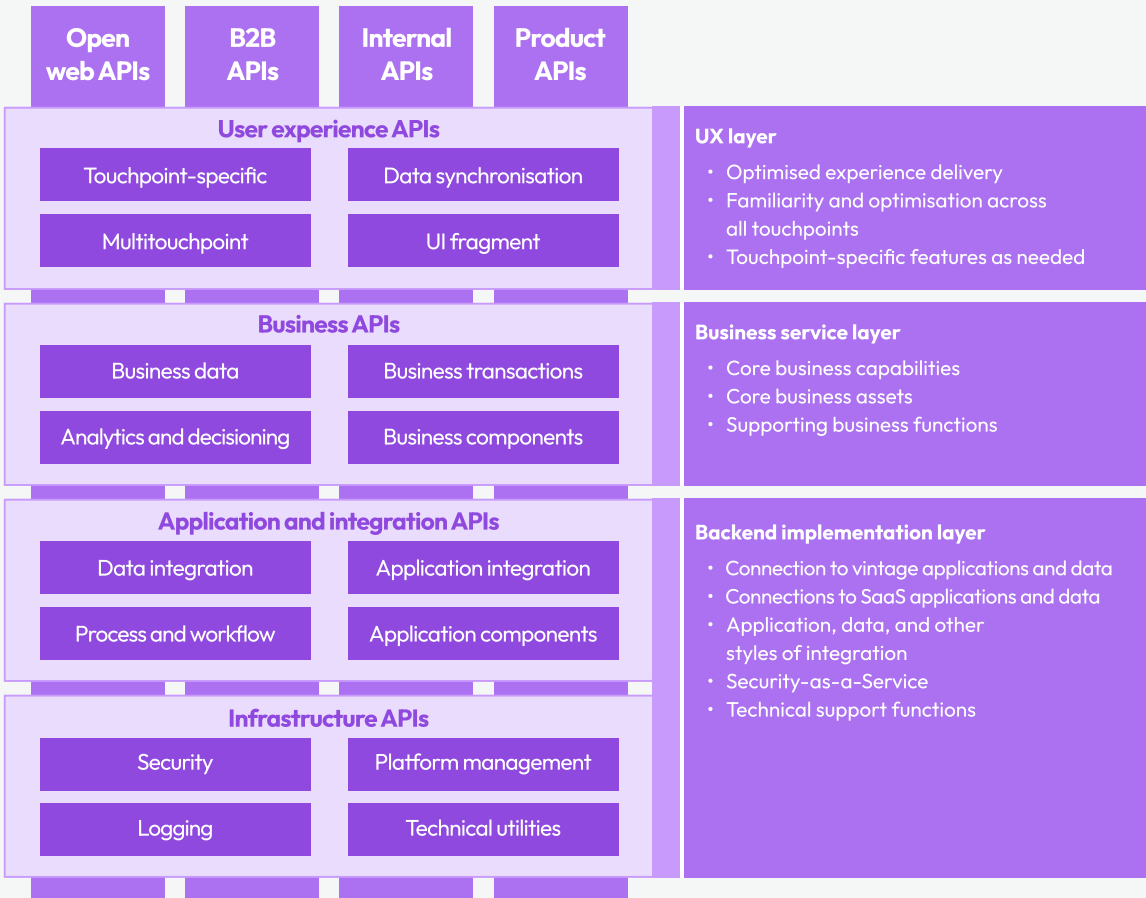 Open
web APIs
B2B
APIs
Internal
APIs
Product
APIs
User experience APIs
Touchpoint-specific
Data synchronisation
Multitouchpoint
UI fragment
UX layer
• Optimised experience delivery
• Familiarity and optimisation across
all touchpoints
• Touchpoint-specific features as needed
Business APIs
Business data
Business transactions
Analytics and decisioning
Business components
Business service layer
• Core business capabilities
• Core business assets
• Supporting business functions
Application and integration APIs
Data integration
Application integration
Process and workflow
Application components
Infrastructure APIs
Security
Platform management
Logging
Technical utilities
Backend implementation layer
• Connection to vintage applications and data
• Connections to SaaS applications and data
• Application, data, and other
styles of integration
• Security-as-a-Service
• Technical support functions